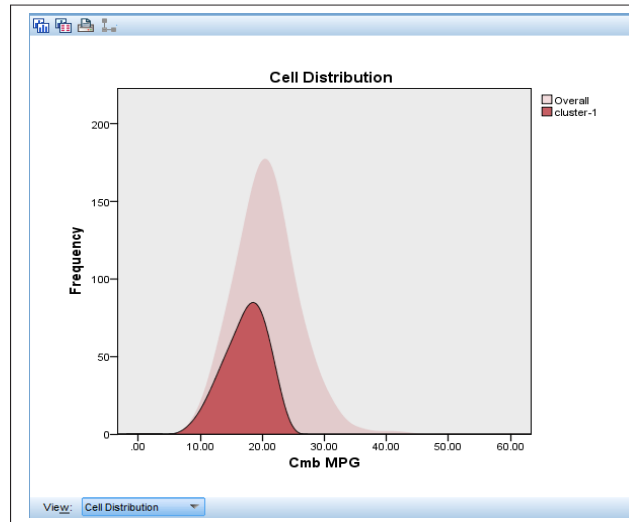 Cell Distribution
Overall
cluster-1
200
150
100
50
0
Frequency
.00 10.00 20.00 30.00 40.00 50.00 60.00
Cmb MPG
View: Cell Distribution